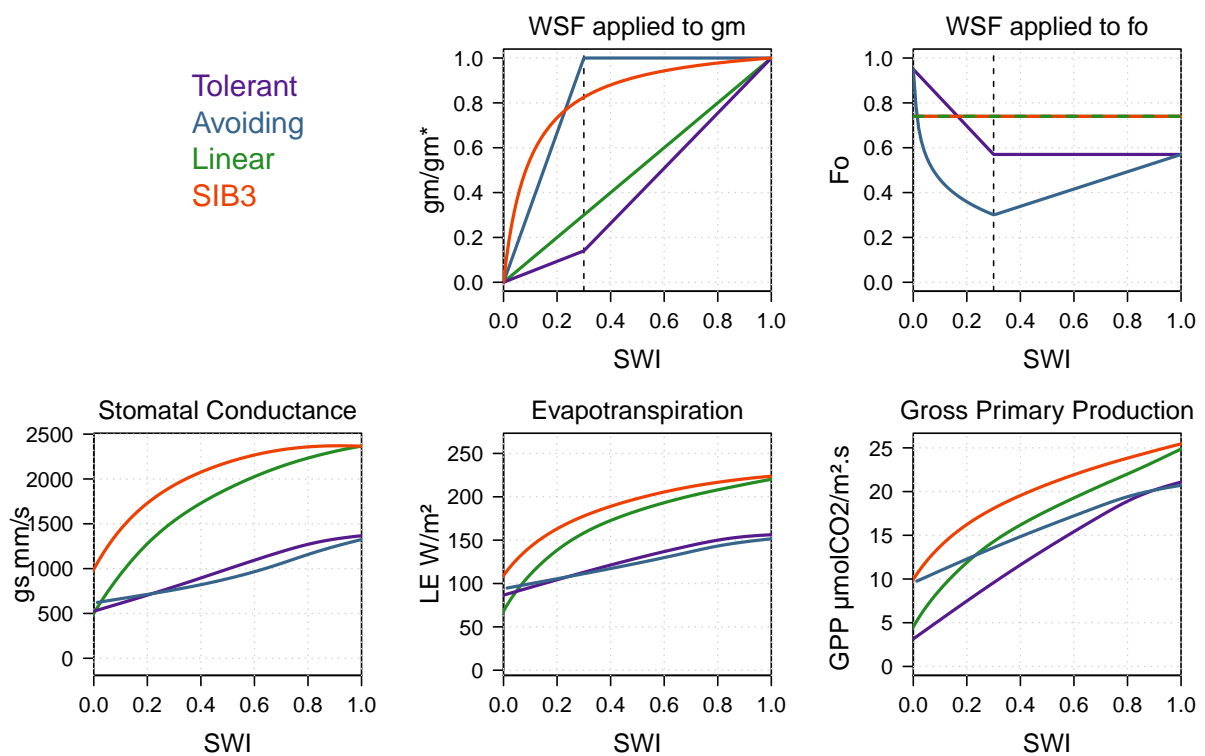 WSF applied to gm
WSF applied to fo
Tolerant
Avoiding
Linear
SIB3
gm/gm*
1.0
0.8
0.6
0.4
0.2
0.0
0.0 0.2 0.4 0.6 0.8 1.0
SWI
Fo
1.0
0.8
0.6
0.4
0.2
0.0
0.0 0.2 0.4 0.6 0.8 1.0
SWI
Stomatal Conductance
gs mm/s
2500
2000
1500
1000
500
0
0.0 0.2 0.4 0.6 0.8 1.0
SWI
Evapotranspiration
LE W/m²
250
200
150
100
50
0
0.0 0.2 0.4 0.6 0.8 1.0
SWI
Gross Primary Production
GPP μmolCO2/m².s
25
20
15
10
5
0
0.0 0.2 0.4 0.6 0.8 1.0
SWI